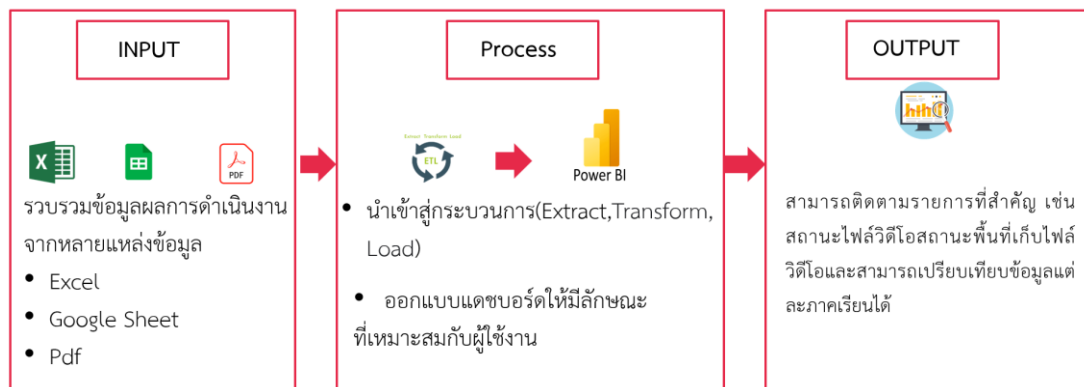 INPUT
X
PDF
รวบรวมข้อมูลผลการดำเนินงาน
จากหลายแหล่งข้อมูล
• Excel
• Google Sheet
• Pdf
Process
Extract Transform Load
ETL
Power BI
• นำเข้าสู่กระบวนการ(Extract,Transform,
Load)
• ออกแบบแดชบอร์ดให้มีลักษณะ
ที่เหมาะสมกับผู้ใช้งาน
OUTPUT
สามารถติดตามรายการที่สำคัญ เช่น
สถานะไฟล์วิดีโอสถานะพื้นที่เก็บไฟล์
วิดีโอและสามารถเปรียบเทียบข้อมูลแต่
ละภาคเรียนได้